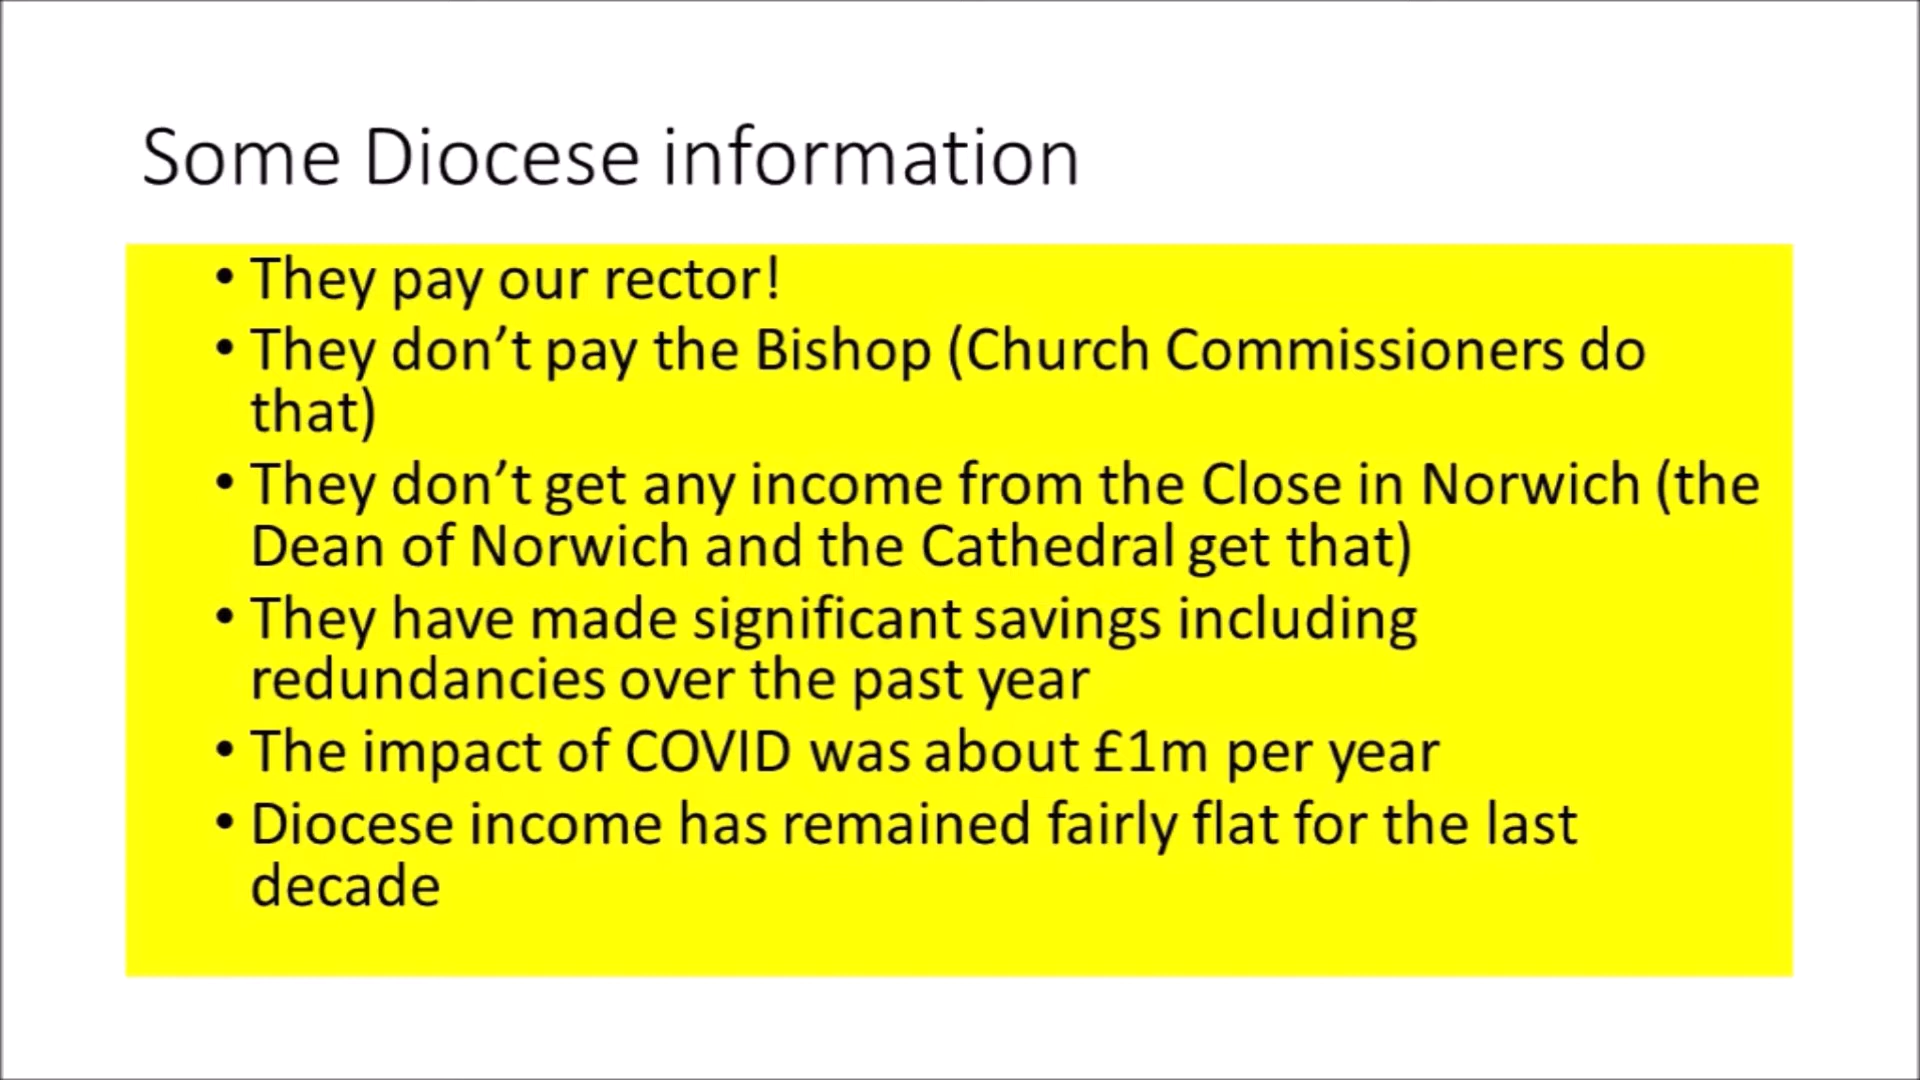 Some Diocese information
• They pay our rector!
• They don’t pay the Bishop (Church Commissioners do
that)
• They don’t get any income from the Close in Norwich (the
Dean of Norwich and the Cathedral get that)
• They have made significant savings including
redundancies over the past year
• The impact of COVID was about £1m per year
• Diocese income has remained fairly flat for the last
decade